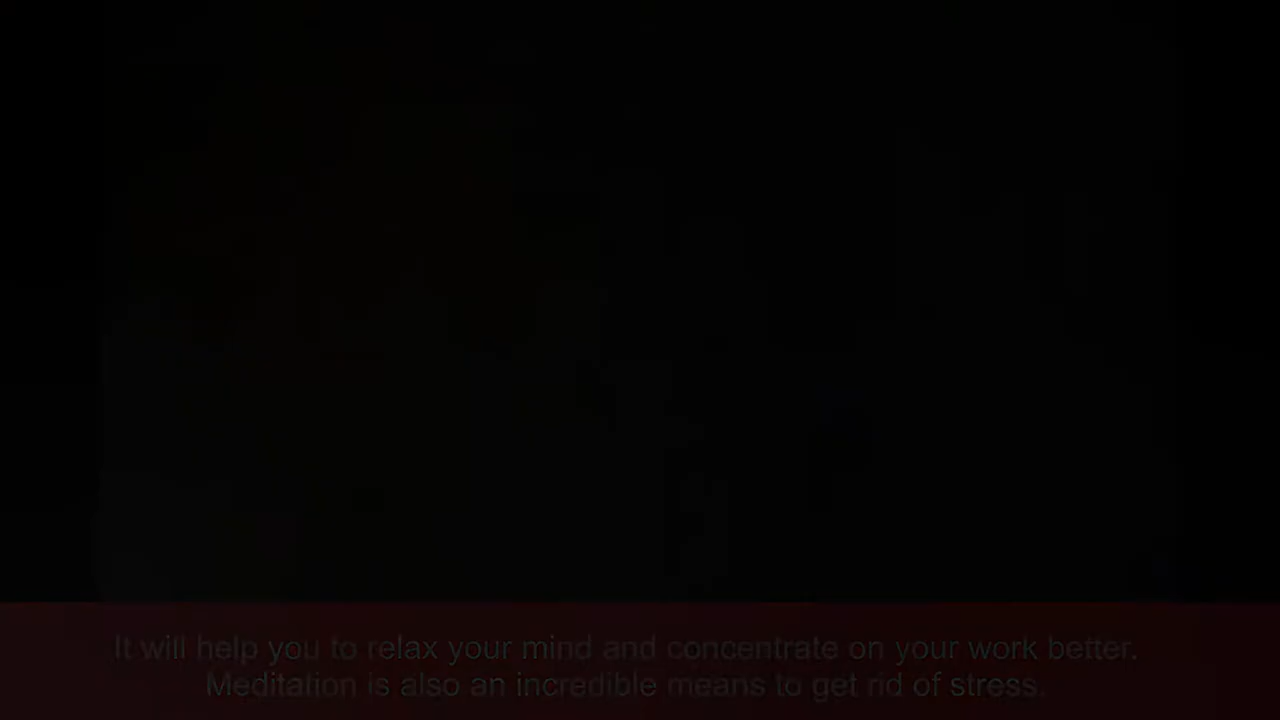 It will help you to relax your mind and concentrate on your work better.
Meditation is also an incredible means to get rid of stress.